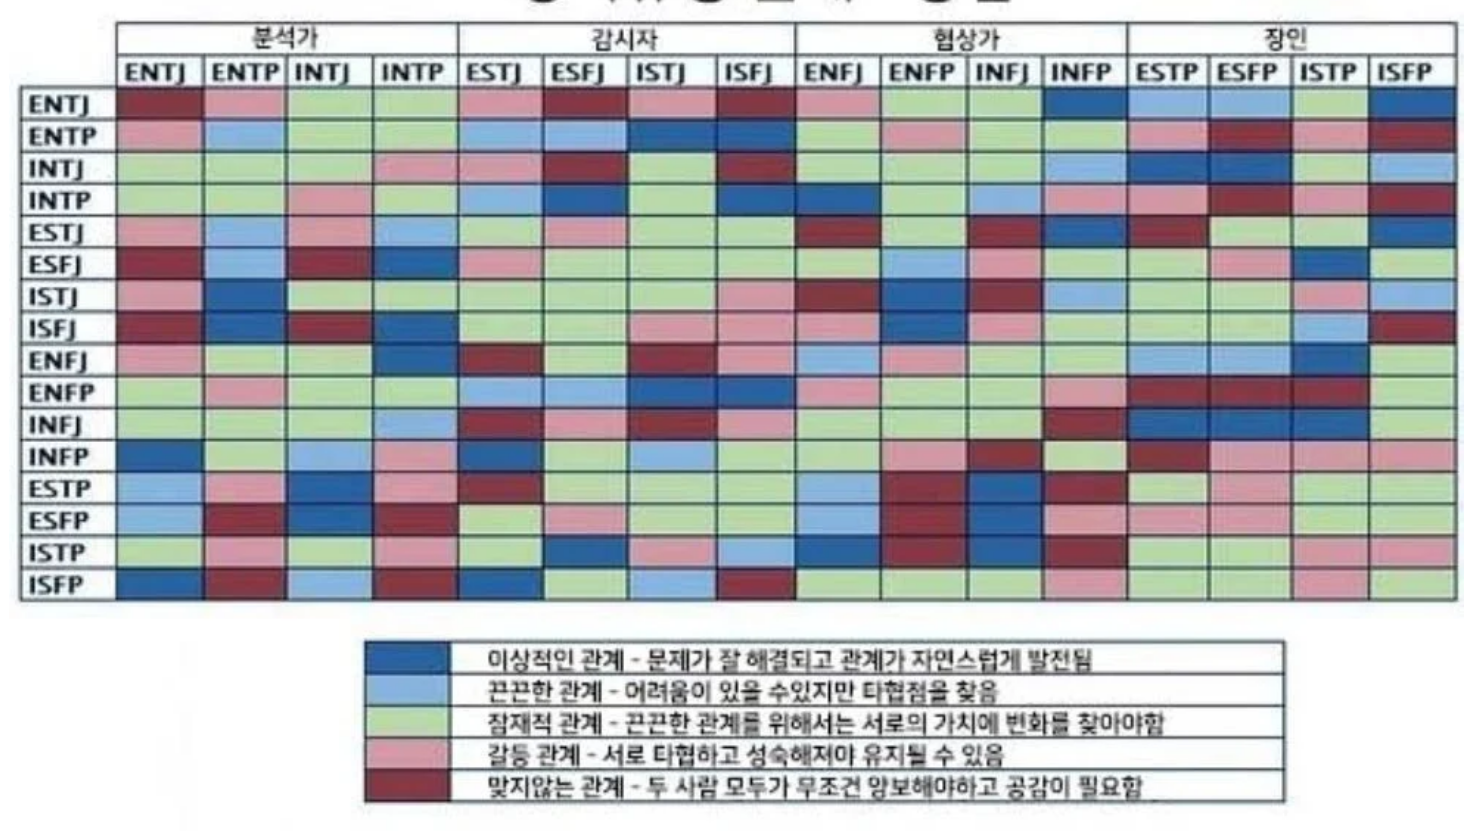 분석가 감시자 협상가 장인
ENTJ ENTP INTJ INTP ESTJ ESFJ ISTJ ISFJ ENFJ ENFP INFJ INFP ESTP ESFP ISTP ISFP
ENTJ
ENTP
INTJ
INTP
ESTJ
ESFJ
ISTJ
ISFJ
ENFJ
ENFP
INFJ
INFP
ESTP
ESFP
ISTP
ISFP
이상적인 관계 - 문제가 잘 해결되고 관계가 자연스럽게 발전됨
끈끈한 관계 - 어려움이 있을 수있지만 타협점을 찾음
잠재적 관계 - 끈끈한 관계를 위해서는 서로의 가치에 변화를 찾아야함
갈등 관계 - 서로 타협하고 성숙해져야 유지될 수 있음
맞지않는 관계 - 두 사람 모두가 무조건 양보해야하고 공감이 필요함